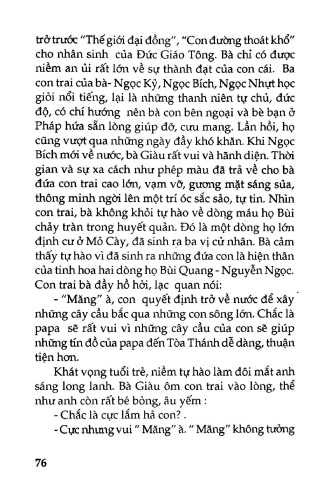 trở trước "Thế giới đại đồng", "Con đường thoát khổ"
cho nhân sinh của Đức Giáo Tông. Bà chỉ có được
niềm an ủi rất lớn về sự thành đạt của con cái. Ba
con trai của bà- Ngọc Kỷ, Ngọc Bích, Ngọc Nhựt học
giỏi nổi tiếng, lại là những thanh niên tự chủ, đức
độ, có chí hướng nên bà con bên ngoại và bè bạn ở
Pháp hứa sẵn lòng giúp đỡ, cưu mang. Lần hồi, họ
cũng vượt qua những ngày đầy khó khăn. Khi Ngọc
Bích mới về nước, bà Giàu rất vui và hãnh diện. Thời
gian và sự xa cách như phép màu đã trả về cho bà
đứa con trai cao lớn, vạm vỡ, gương mặt sáng sủa,
thông minh ngời lên một trí óc sắc sảo, tự tin. Nhìn
con trai, bà không khỏi tự hào về dòng máu họ Bùi
chảy tràn trong huyết quản. Đó là một dòng họ lớn
định cư ở Mỏ Cày, đã sinh ra ba vị cử nhân. Bà cảm
thấy tự hào vì đã sinh ra những đứa con là hiện thân
của tinh hoa hai dòng họ Bùi Quang - Nguyễn Ngọc.
Con trai bà đầy hồ hởi, lạc quan nói:
- "Măng" à, con quyết định trở về nước để xây
những cây cầu bắc qua những con sông lớn. Chắc là
papa sẽ rất vui vì những cây cầu của con sẽ giúp
những tín đồ của papa đến Tòa Thánh dễ dàng, thuận
tiện hơn.
Khát vọng tuổi trẻ, niềm tự hào làm đôi mắt anh
sáng long lanh. Bà Giàu ôm con trai vào lòng, thể
như anh còn rất bé bỏng, âu yếm :
- Chắc là cực lắm hả con? .
- Cực nhưng vui " Măng" à. " Măng" không tưởng
76